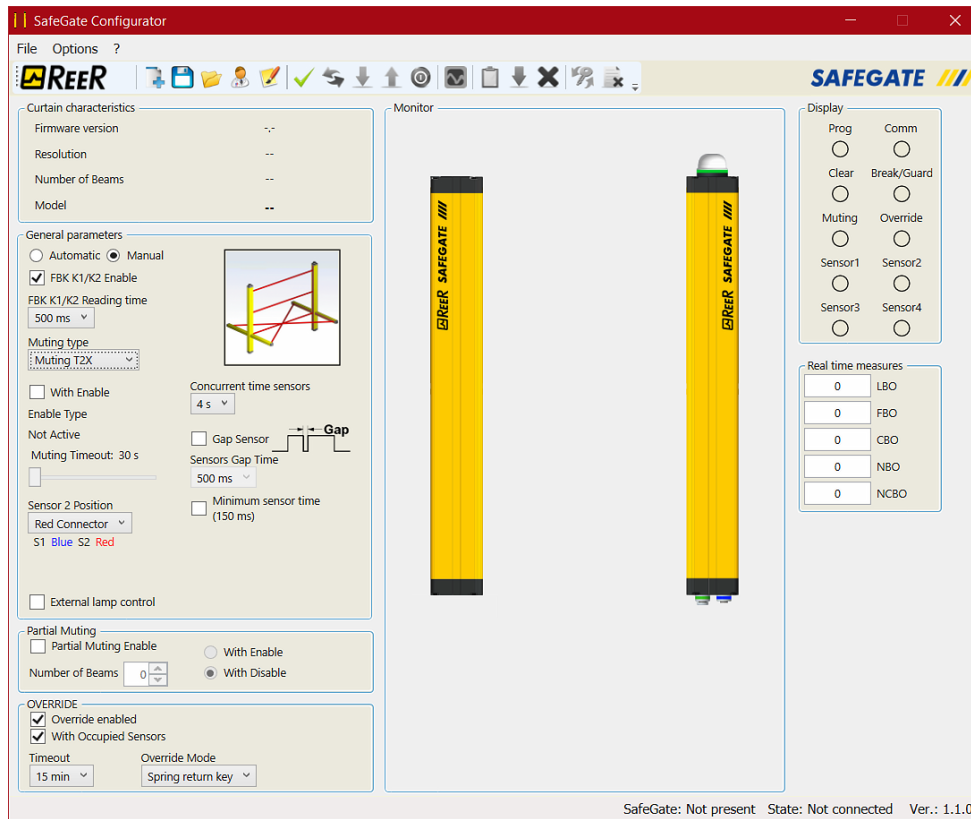 SafeGate Configurator
File Options ?
REER
SAFEGATE
Curtain characteristics
Firmware version -.-
Resolution --
Number of Beams --
Model --
General parameters
Automatic Manual
FBK K1/K2 Enable
FBK K1/K2 Reading time
500 ms
Muting type
Muting T2X
With Enable
Enable Type
Not Active
Muting Timeout: 30 s
Sensor 2 Position
Red Connector
S1 Blue S2 Red
External lamp control
Concurrent time sensors
4 s
Gap Sensor
Gap
Sensors Gap Time
500 ms
Minimum sensor time
(150 ms)
Partial Muting
Partial Muting Enable
Number of Beams 0
With Enable
With Disable
OVERRIDE
Override enabled
With Occupied Sensors
Timeout
15 min
Override Mode
Spring return key
Monitor
REER SAFEGATE
REER SAFEGATE
Display
Prog Comm
Clear Break/Guard
Muting Override
Sensor1 Sensor2
Sensor3 Sensor4
Real time measures
0 LBO
0 FBO
0 CBO
0 NBO
0 NCBO
SafeGate: Not present State: Not connected Ver.: 1.1.0